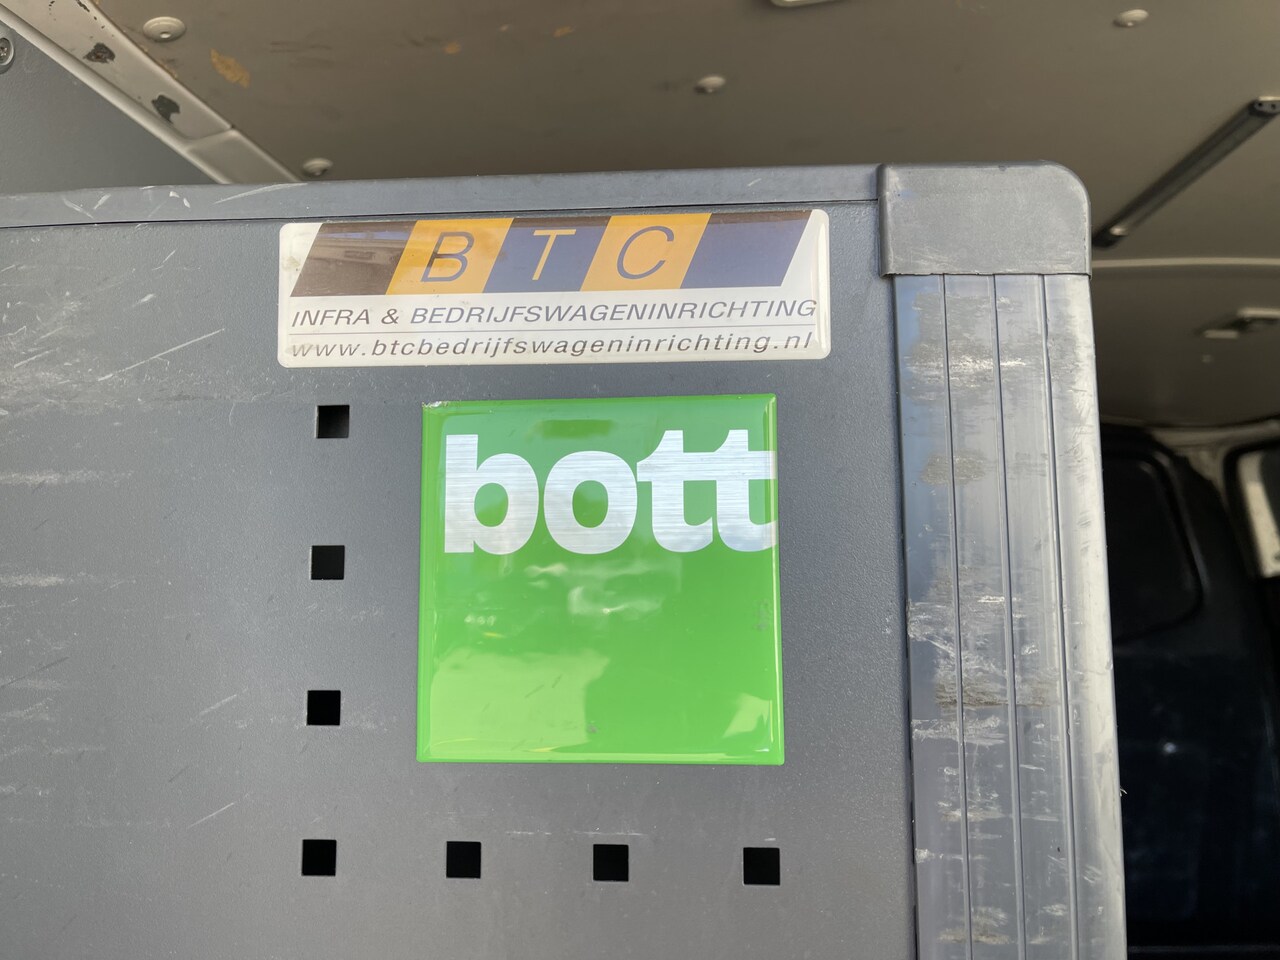 BTC
INFRA & BEDRIJFSWAGENINRICHTING
www.btcbedrijfswageninrichting.nl
bott